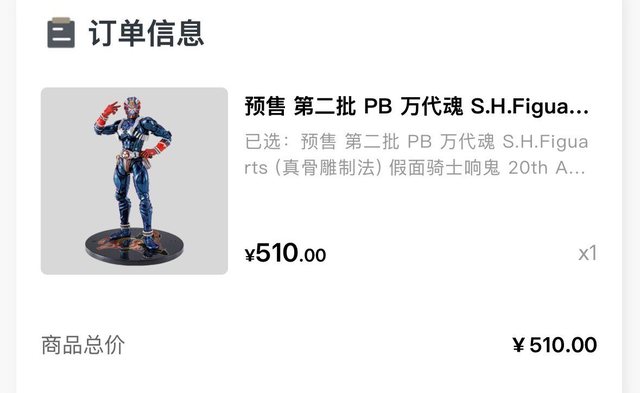 订单信息
预售 第二批 PB 万代魂 S.H.Figua...
已选：预售 第二批 PB 万代魂 S.H.Figua
rts (真骨雕制法) 假面骑士响鬼 20th A...
¥510.00
x1
商品总价
¥510.00